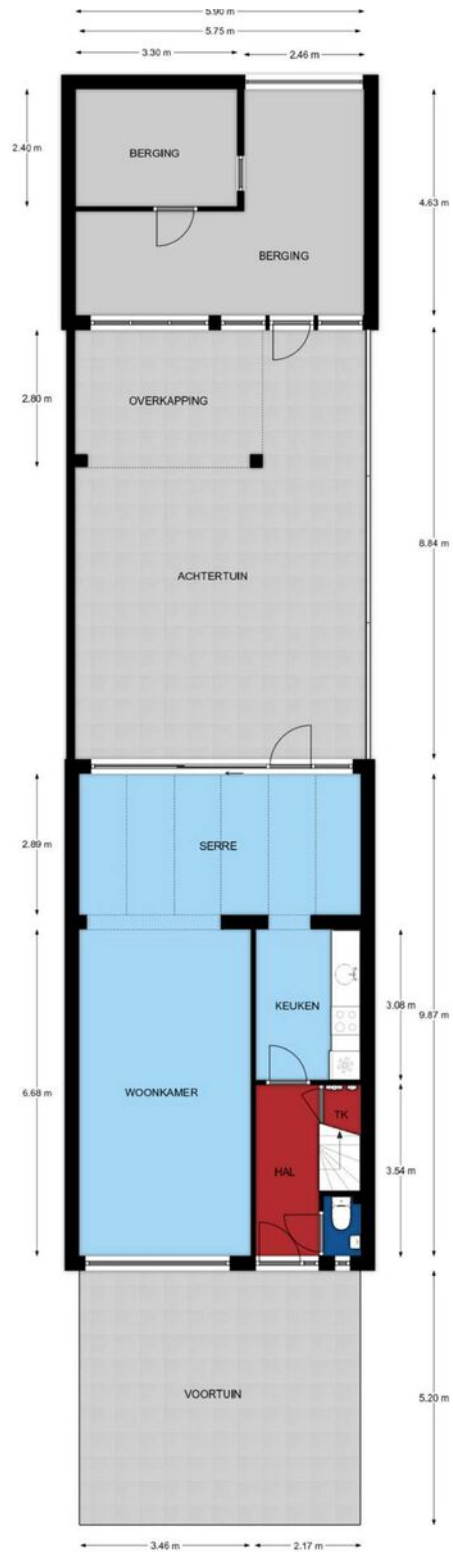 5.90 m
5.75 m
3.30 m
2.46 m
2.40 m
BERGING
4.63 m
BERGING
2.80 m
OVERKAPPING
8.84 m
ACHTERTUIN
2.89 m
SERRE
KEUKEN
3.08 m
9.87 m
6.68 m
WOONKAMER
TK
HAL
3.54 m
VOORTUIN
5.20 m
3.46 m
2.17 m